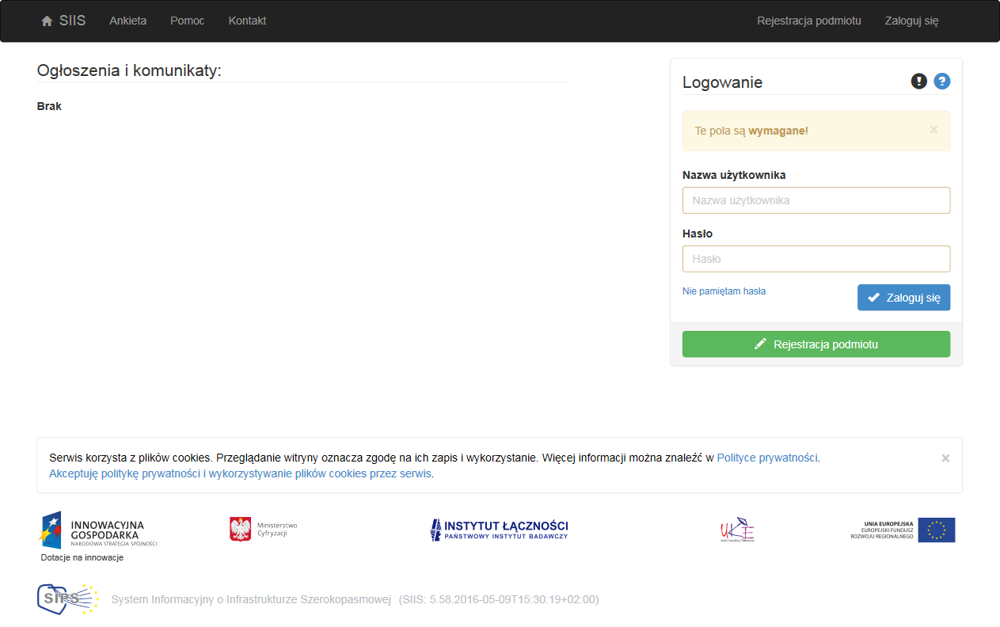 SIIS Ankieta Pomoc Kontakt Rejestracja podmiotu Zaloguj się
Ogłoszenia i komunikaty:
Brak
Logowanie
Te pola są wymagane! ×
Nazwa użytkownika
Nazwa użytkownika
Hasło
Hasło
Nie pamiętam hasła
Zaloguj się
Rejestracja podmiotu
Serwis korzysta z plików cookies. Przeglądanie witryny oznacza zgodę na ich zapis i wykorzystanie. Więcej informacji można znaleźć w Polityce prywatności. ×
Akceptuję politykę prywatności i wykorzystywanie plików cookies przez serwis.
INNOWACYJNA
GOSPODARKA
NARODOWA STRATEGIA SPÓJNOŚCI
Dotacje na innowacje
Ministerstwo
Cyfryzacji
INSTYTUT ŁĄCZNOŚCI
PAŃSTWOWY INSTYTUT BADAWCZY
UKE
UNIA EUROPEJSKA
EUROPEJSKI FUNDUSZ
ROZWOJU REGIONALNEGO
SIPS
System Informacyjny o Infrastrukturze Szerokopasmowej (SIIS: 5.58.2016-05-09T15:30:19+02:00)